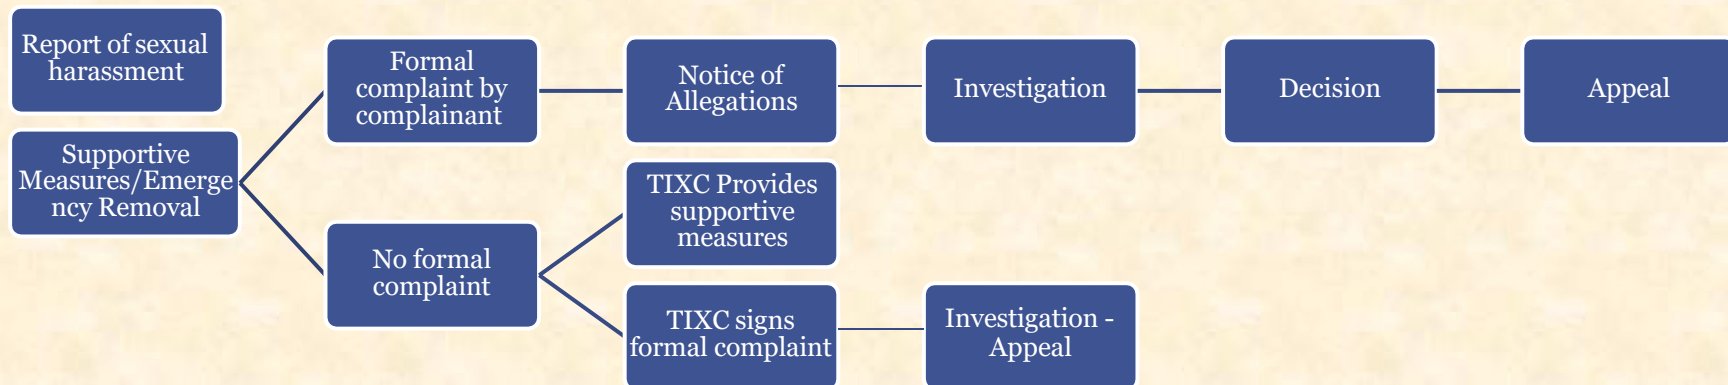 Report of sexual
harassment
Supportive
Measures/Emerge
ncy Removal
Formal
complaint by
complainant
No formal
complaint
Notice of
Allegations
TIXC Provides
supportive
measures
TIXC signs
formal complaint
Investigation
Investigation -
Appeal
Decision
Appeal